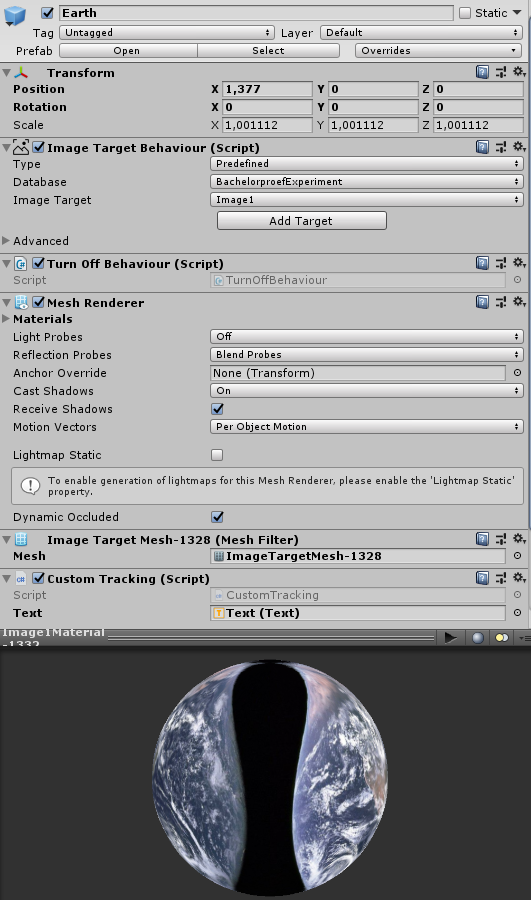 Earth Static
Tag Untagged Layer Default
Prefab Open Select Overrides
Transform
Position X 1,377 Y 0 Z 0
Rotation X 0 Y 0 Z 0
Scale X 1,001112 Y 1,001112 Z 1,001112
Image Target Behaviour (Script)
Type Predefined
Database BachelorproefExperiment
Image Target Image1
Add Target
Advanced
Turn Off Behaviour (Script)
Script TurnOffBehaviour
Mesh Renderer
Materials
Light Probes Off
Reflection Probes Blend Probes
Anchor Override None (Transform)
Cast Shadows On
Receive Shadows
Motion Vectors Per Object Motion
Lightmap Static
To enable generation of lightmaps for this Mesh Renderer, please enable the 'Lightmap Static'
property.
Dynamic Occluded
Image Target Mesh-1328 (Mesh Filter)
Mesh ImageTargetMesh-1328
Custom Tracking (Script)
Script CustomTracking
Text Text (Text)
Image1Material
-1332